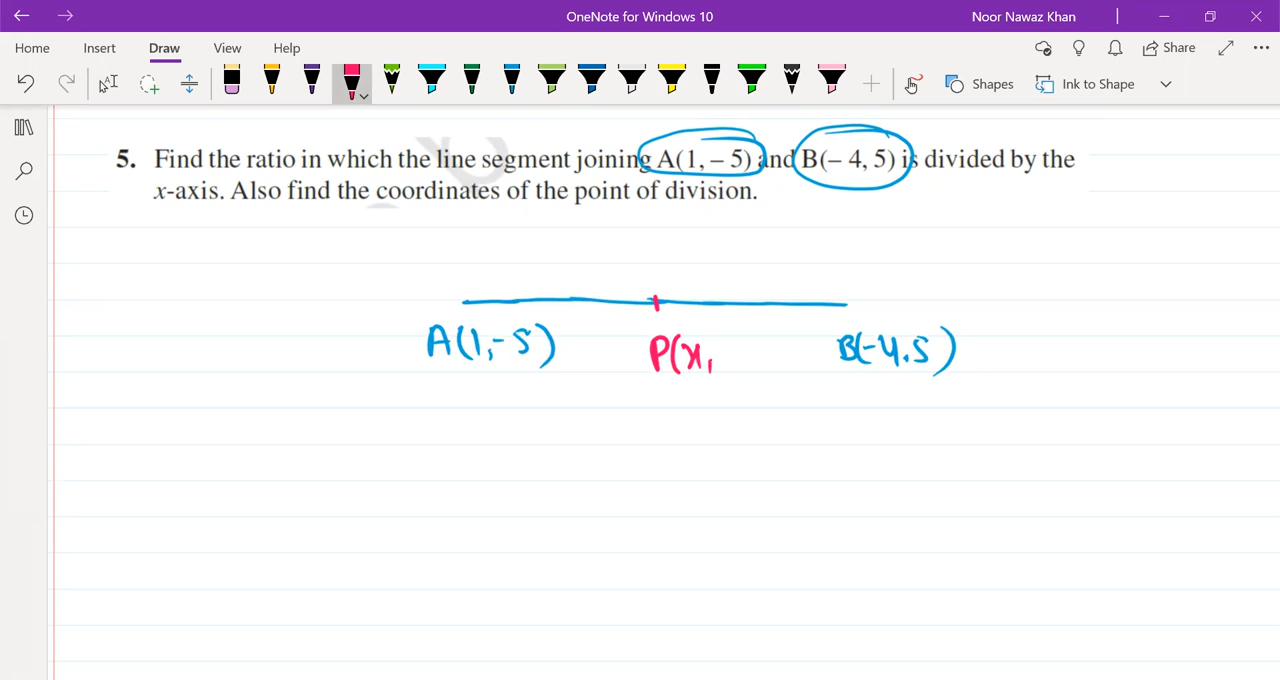 OneNote for Windows 10
Noor Nawaz Khan
Home Insert Draw View Help
Share
Shapes
Ink to Shape
5. Find the ratio in which the line segment joining A(1, – 5) and B(– 4, 5) is divided by the
x-axis. Also find the coordinates of the point of division.
A(1,-5) P(x, B(-4,5)